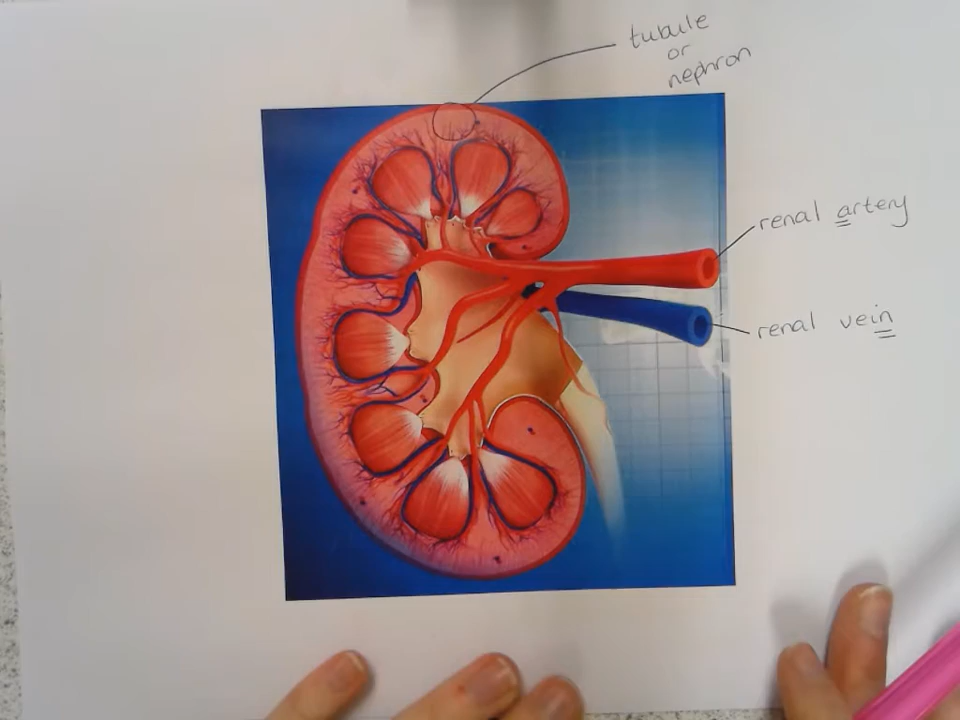 tubule
or
nephron
renal artery
renal vein